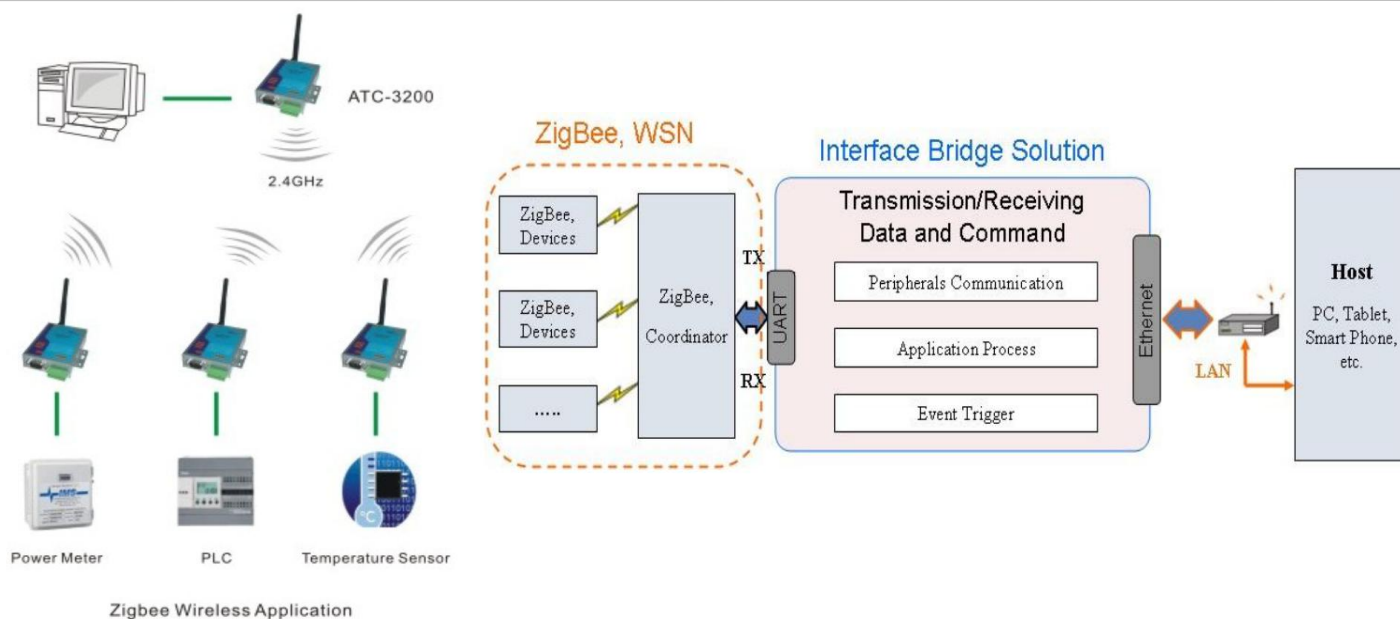 ATC-3200
2.4GHz
Power Meter
PLC
Temperature Sensor
Zigbee Wireless Application
ZigBee, WSN
ZigBee,
Devices
ZigBee,
Devices
.....
ZigBee,
Coordinator
TX
RX
UART
Interface Bridge Solution
Transmission/Receiving
Data and Command
Peripherals Communication
Application Process
Event Trigger
Ethernet
LAN
Host
PC, Tablet,
Smart Phone,
etc.
°C